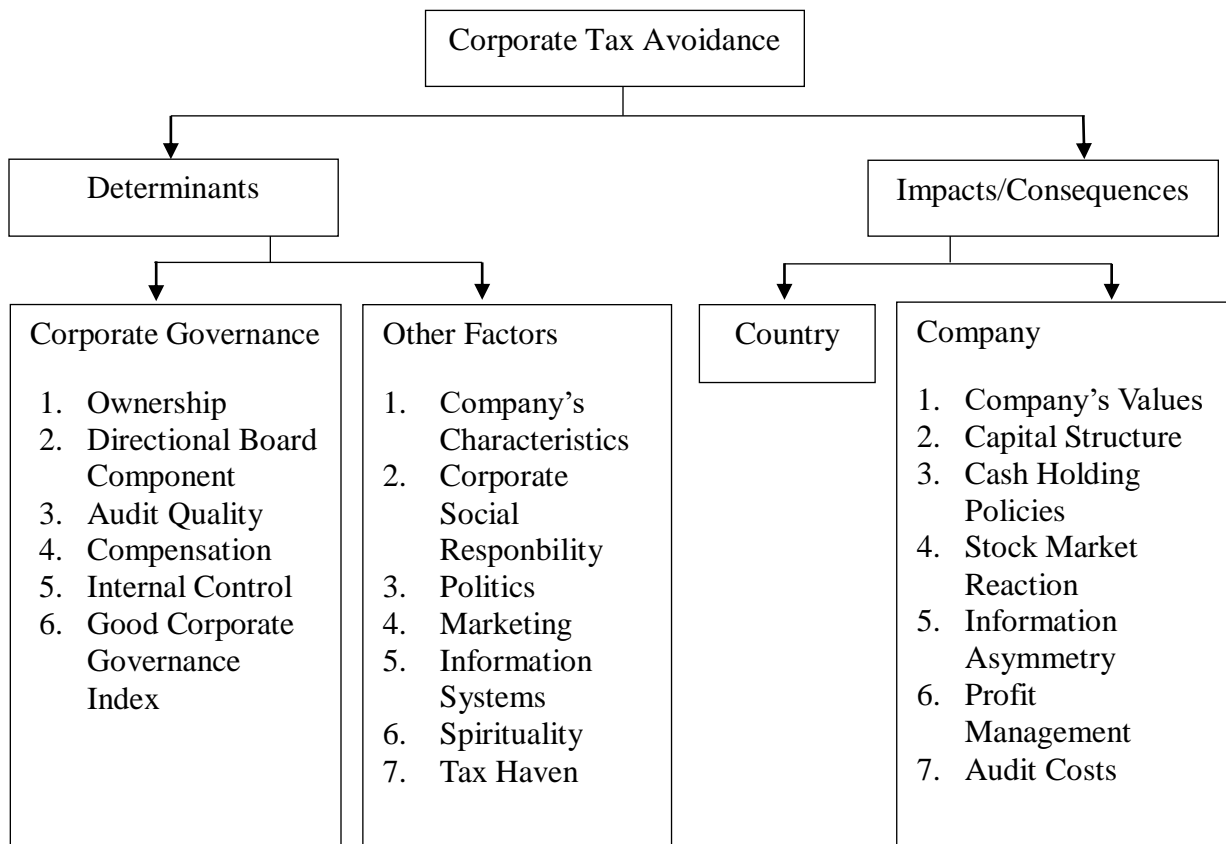 Corporate Tax Avoidance
Determinants
Impacts/Consequences
Corporate Governance
1. Ownership
2. Directional Board
Component
3. Audit Quality
4. Compensation
5. Internal Control
6. Good Corporate
Governance
Index
Other Factors
1. Company’s
Characteristics
2. Corporate
Social
Responbility
3. Politics
4. Marketing
5. Information
Systems
6. Spirituality
7. Tax Haven
Country
Company
1. Company’s Values
2. Capital Structure
3. Cash Holding
Policies
4. Stock Market
Reaction
5. Information
Asymmetry
6. Profit
Management
7. Audit Costs